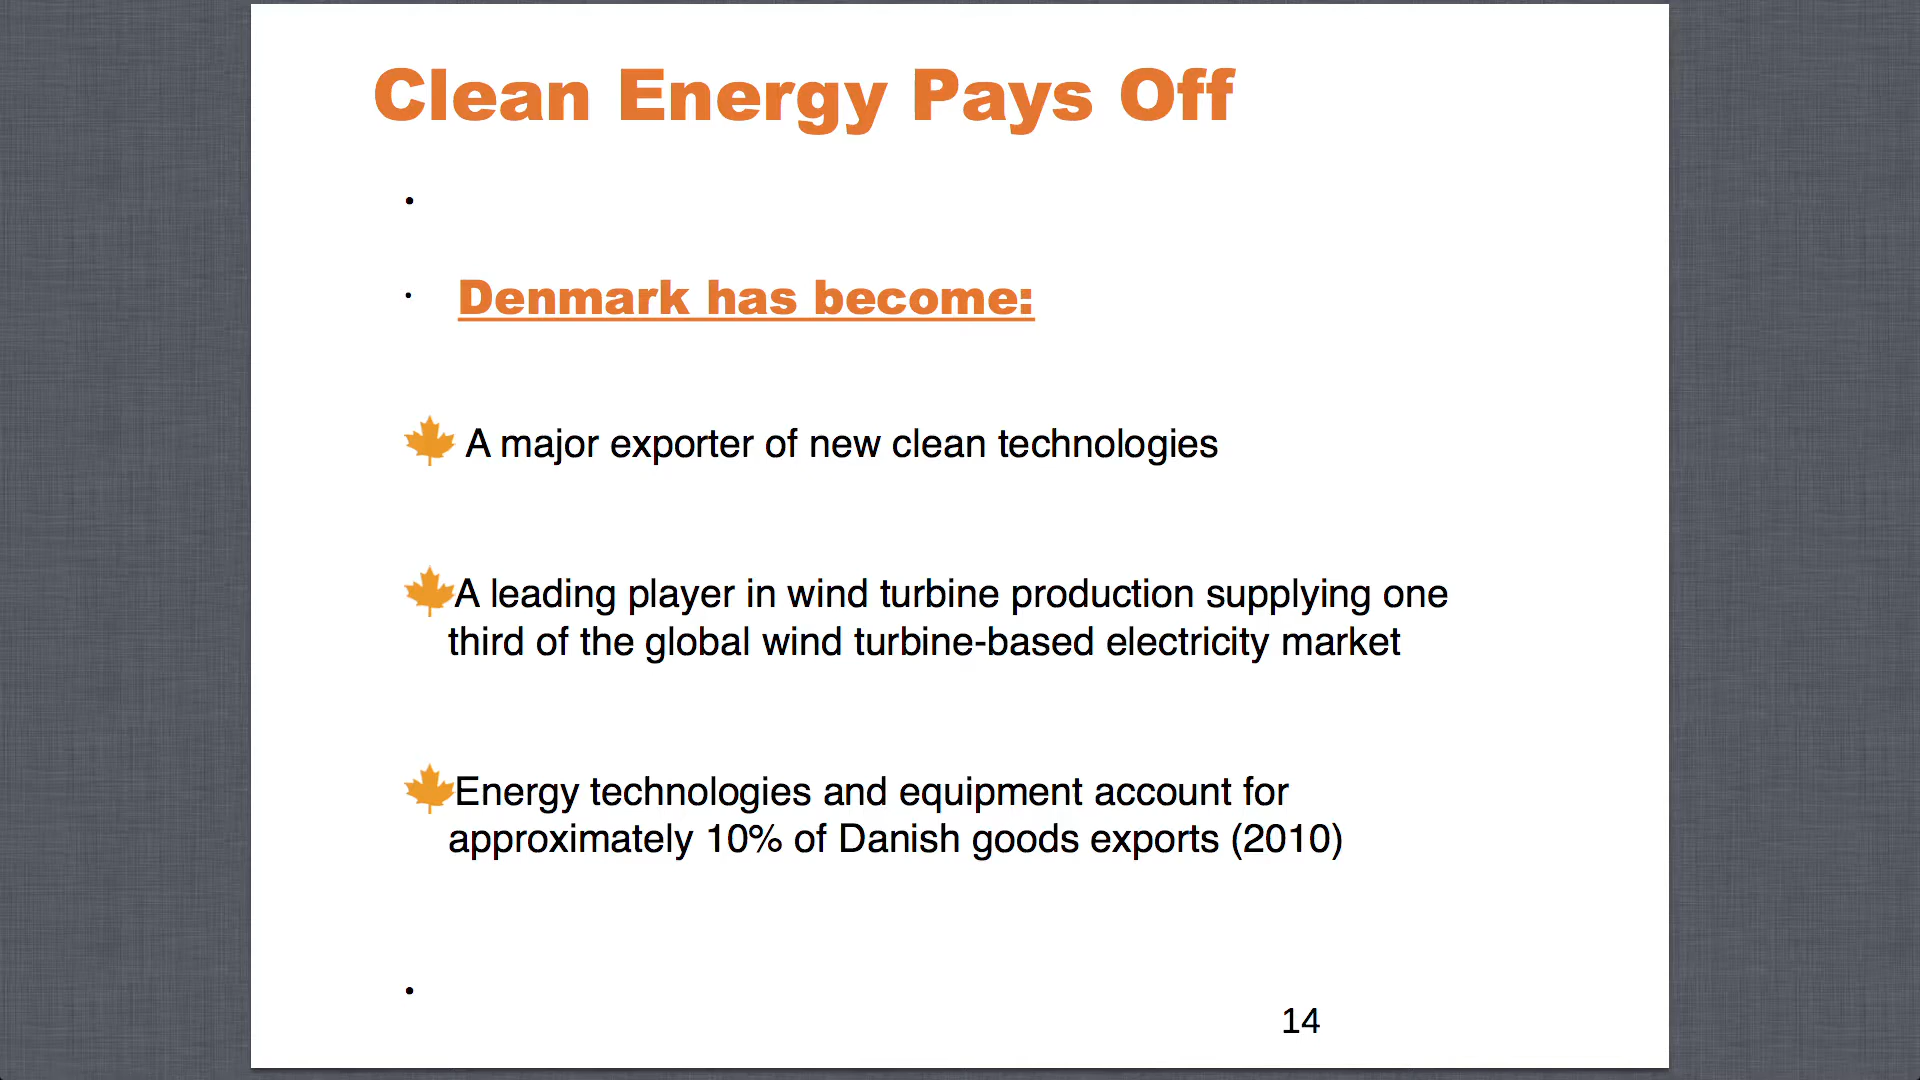 Clean Energy Pays Off
•
• Denmark has become:
A major exporter of new clean technologies
A leading player in wind turbine production supplying one
third of the global wind turbine-based electricity market
Energy technologies and equipment account for
approximately 10% of Danish goods exports (2010)
•
14